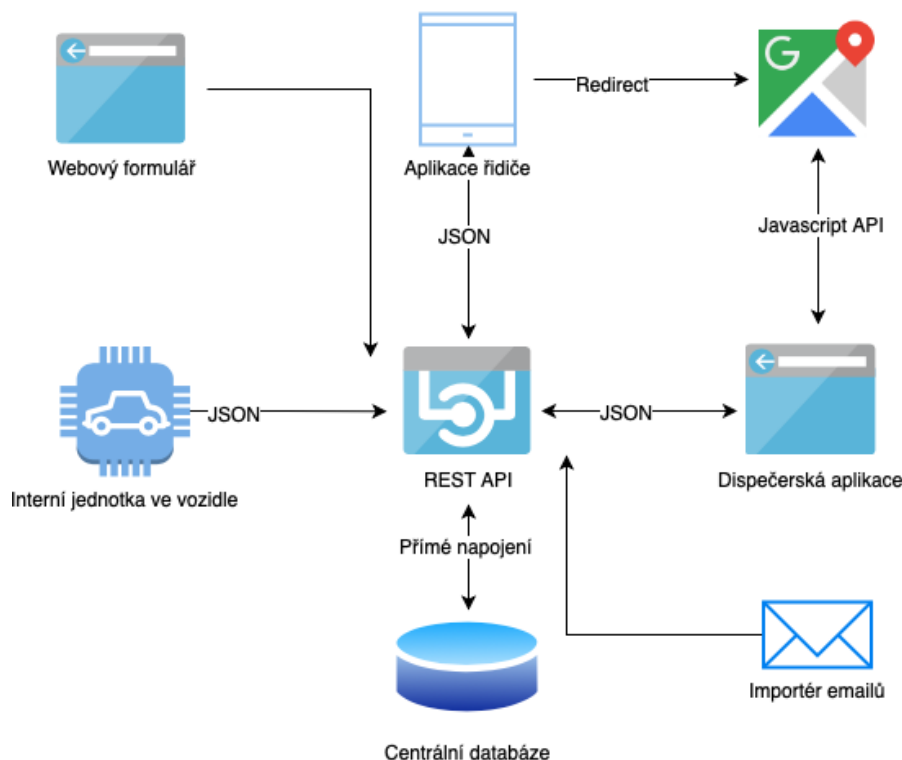 Redirect
Webový formulář
Aplikace řidiče
Javascript API
JSON
JSON
JSON
REST API
Dispečerská aplikace
Interní jednotka ve vozidle
Přímé napojení
Importér emailů
Centrální databáze